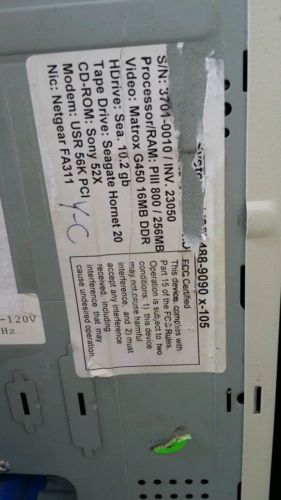 488-9090 x-105
S/N: 3701-0010 / INV. 23050
Processor/RAM: PIII 800 / 256MB
Video: Matrox G450 16MB DDR
HDrive: Sea. 10.2 gb
Tape Drive: Seagate Hornet 20
CD-ROM: Sony 52X
Modem: USR 56K PCI
Nic: Netgear FA311
Y-C
FCC Certified
This device, complies with
Part 15 of the FCC Rules.
Operation is subject to two
conditions: 1) this device
may not cause harmful
interference, and 2) must
accept any interference
received, including
interference that may
cause undesired operation.
-120V
Hz